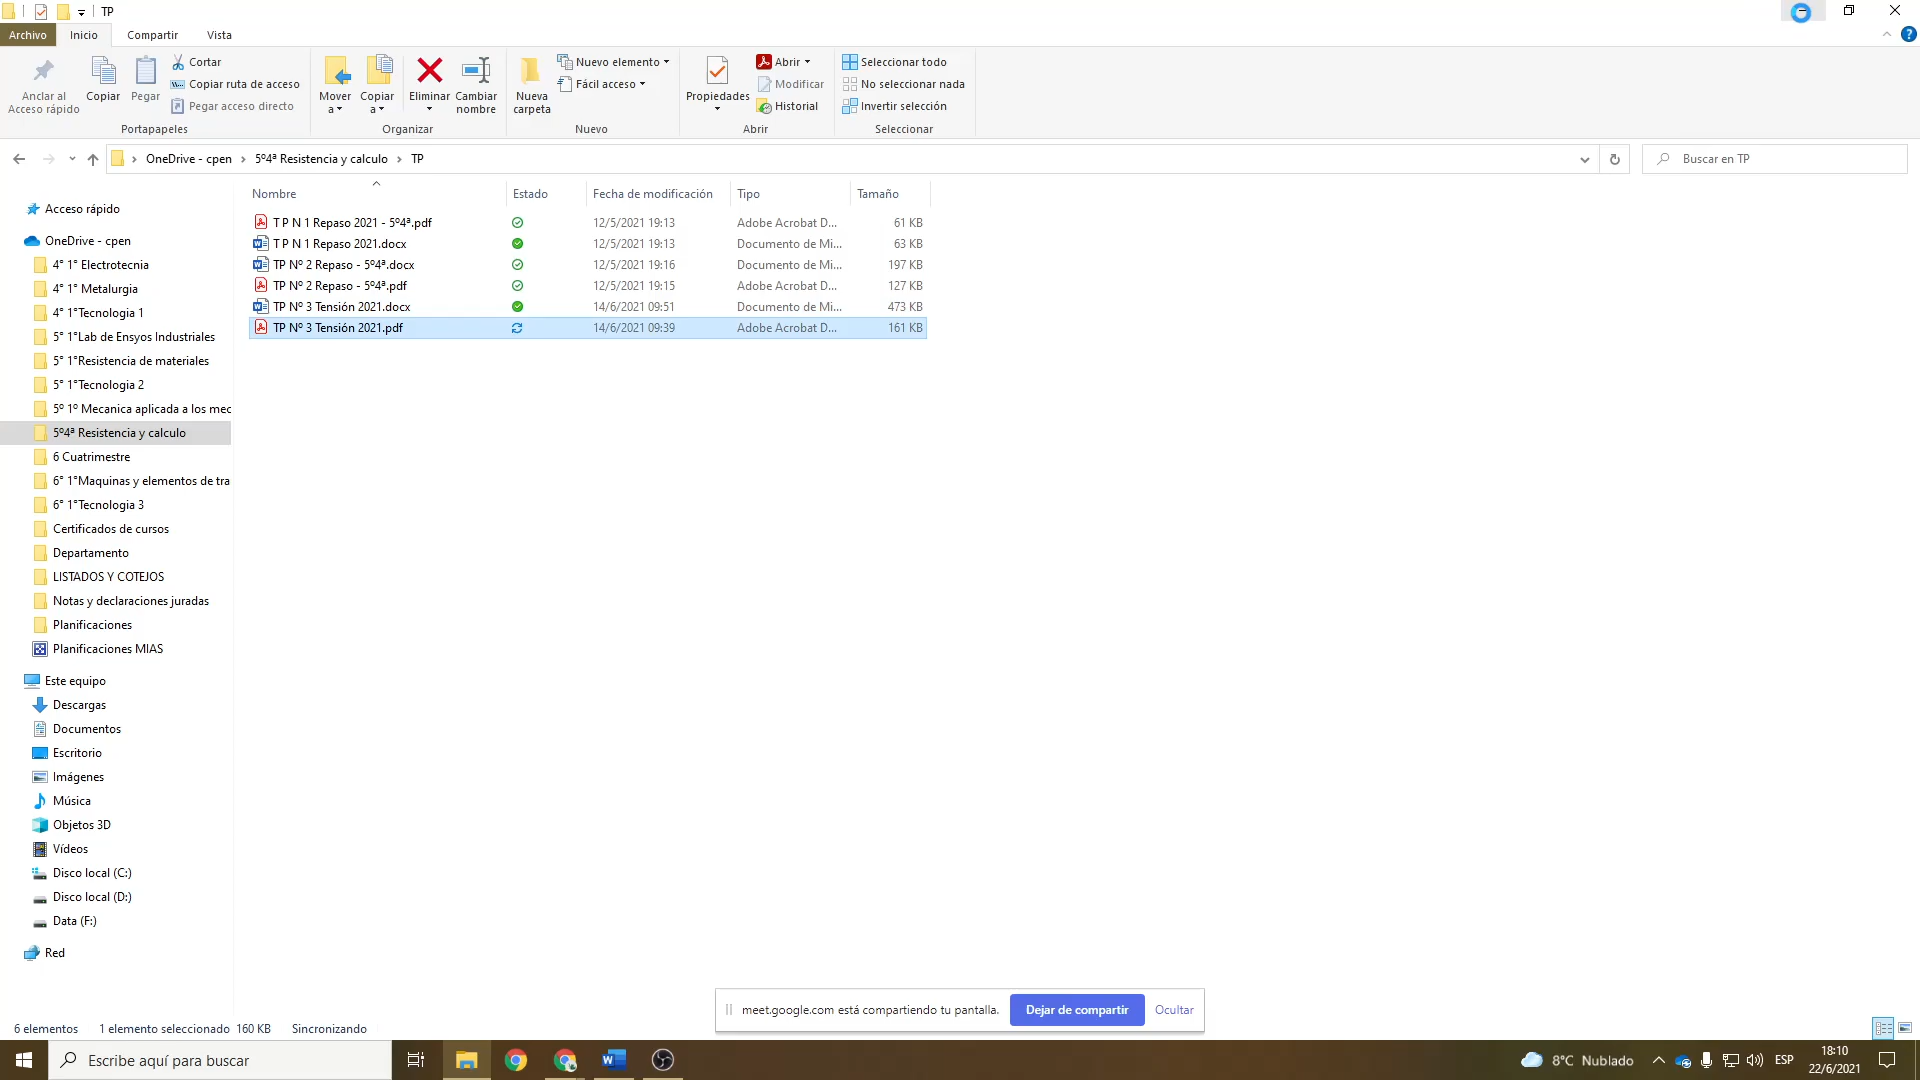 TP
Archivo Inicio Compartir Vista
Anclar al Acceso rápido
Copiar
Pegar
Cortar
Copiar ruta de acceso
Pegar acceso directo
Portapapeles
Mover a
Copiar a
Eliminar
Cambiar nombre
Organizar
Nueva carpeta
Nuevo elemento
Fácil acceso
Nuevo
Propiedades
Abrir
Modificar
Historial
Abrir
Seleccionar todo
No seleccionar nada
Invertir selección
Seleccionar
OneDrive - cpen › 5º4ª Resistencia y calculo › TP
Buscar en TP
Nombre Estado Fecha de modificación Tipo Tamaño
T P N 1 Repaso 2021 - 5º4ª.pdf 12/5/2021 19:13 Adobe Acrobat D... 61 KB
T P N 1 Repaso 2021.docx 12/5/2021 19:13 Documento de Mi... 63 KB
TP Nº 2 Repaso - 5º4ª.docx 12/5/2021 19:16 Documento de Mi... 197 KB
TP Nº 2 Repaso - 5º4ª.pdf 12/5/2021 19:15 Adobe Acrobat D... 127 KB
TP Nº 3 Tensión 2021.docx 14/6/2021 09:51 Documento de Mi... 473 KB
TP Nº 3 Tensión 2021.pdf 14/6/2021 09:39 Adobe Acrobat D... 161 KB
Acceso rápido
OneDrive - cpen
4° 1° Electrotecnia
4° 1° Metalurgia
4° 1°Tecnologia 1
5° 1°Lab de Ensyos Industriales
5° 1°Resistencia de materiales
5° 1°Tecnologia 2
5º 1º Mecanica aplicada a los mec
5º4ª Resistencia y calculo
6 Cuatrimestre
6° 1°Maquinas y elementos de tra
6° 1°Tecnologia 3
Certificados de cursos
Departamento
LISTADOS Y COTEJOS
Notas y declaraciones juradas
Planificaciones
Planificaciones MIAS
Este equipo
Descargas
Documentos
Escritorio
Imágenes
Música
Objetos 3D
Vídeos
Disco local (C:)
Disco local (D:)
Data (F:)
Red
meet.google.com está compartiendo tu pantalla. Dejar de compartir Ocultar
6 elementos 1 elemento seleccionado 160 KB Sincronizando
Escribe aquí para buscar
8°C Nublado
ESP
18:10
22/6/2021